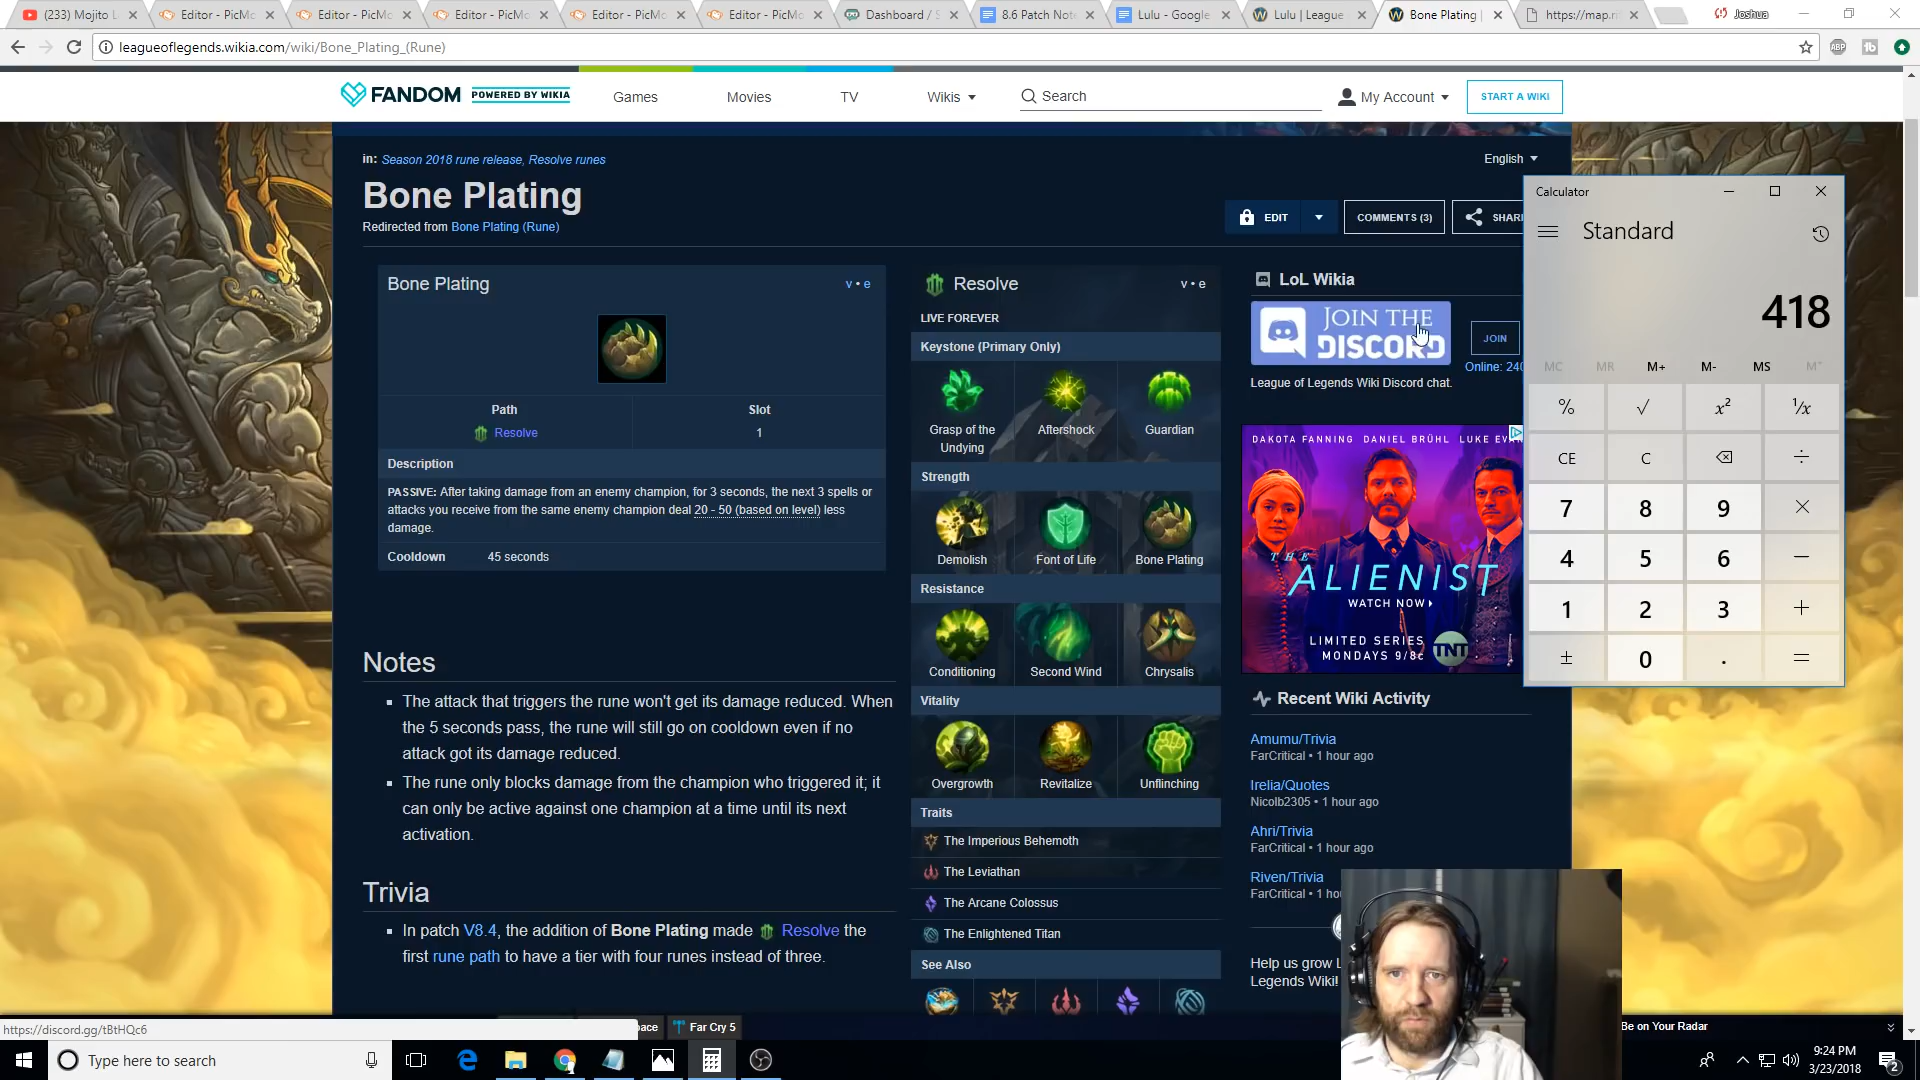 (233) Mojito L
Editor - PicMo
Editor - PicMo
Editor - PicMo
Editor - PicMo
Editor - PicMo
Dashboard / S
8.6 Patch Note
Lulu - Google
Lulu | League
Bone Plating |
https://map.ri
Joshua
leagueoflegends.wikia.com/wiki/Bone_Plating_(Rune)
ABP
FANDOM POWERED BY WIKIA
Games
Movies
TV
Wikis
Search
My Account
START A WIKI
in: Season 2018 rune release, Resolve runes
English
Bone Plating
Redirected from Bone Plating (Rune)
EDIT
COMMENTS (3)
SHAR
Bone Plating
v • e
Path
Slot
Resolve
1
Description
PASSIVE: After taking damage from an enemy champion, for 3 seconds, the next 3 spells or
attacks you receive from the same enemy champion deal 20 - 50 (based on level) less
damage.
Cooldown 45 seconds
Notes
The attack that triggers the rune won't get its damage reduced. When
the 5 seconds pass, the rune will still go on cooldown even if no
attack got its damage reduced.
The rune only blocks damage from the champion who triggered it; it
can only be active against one champion at a time until its next
activation.
Trivia
In patch V8.4, the addition of Bone Plating made Resolve the
first rune path to have a tier with four runes instead of three.
Resolve
v • e
LIVE FOREVER
Keystone (Primary Only)
Grasp of the
Undying
Aftershock
Guardian
Strength
Demolish
Font of Life
Bone Plating
Resistance
Conditioning
Second Wind
Chrysalis
Vitality
Overgrowth
Revitalize
Unflinching
Traits
The Imperious Behemoth
The Leviathan
The Arcane Colossus
The Enlightened Titan
See Also
LoL Wikia
JOIN THE
DISCORD
JOIN
Online: 240
League of Legends Wiki Discord chat.
DAKOTA FANNING DANIEL BRÜHL LUKE EV
THE
ALIENIST
WATCH NOW
LIMITED SERIES
MONDAYS 9/8c
TNT
Recent Wiki Activity
Amumu/Trivia
FarCritical • 1 hour ago
Irelia/Quotes
Nicolb2305 • 1 hour ago
Ahri/Trivia
FarCritical • 1 hour ago
Riven/Trivia
FarCritical • 1 hou
Help us grow L
Legends Wiki!
Calculator
Standard
418
MC
MR
M+
M-
MS
%
√
x²
¹/x
CE
C
÷
7
8
9
×
4
5
6
−
1
2
3
+
±
0
.
=
https://discord.gg/tBtHQc6
pace
Far Cry 5
Be on Your Radar
Type here to search
9:24 PM
3/23/2018
2